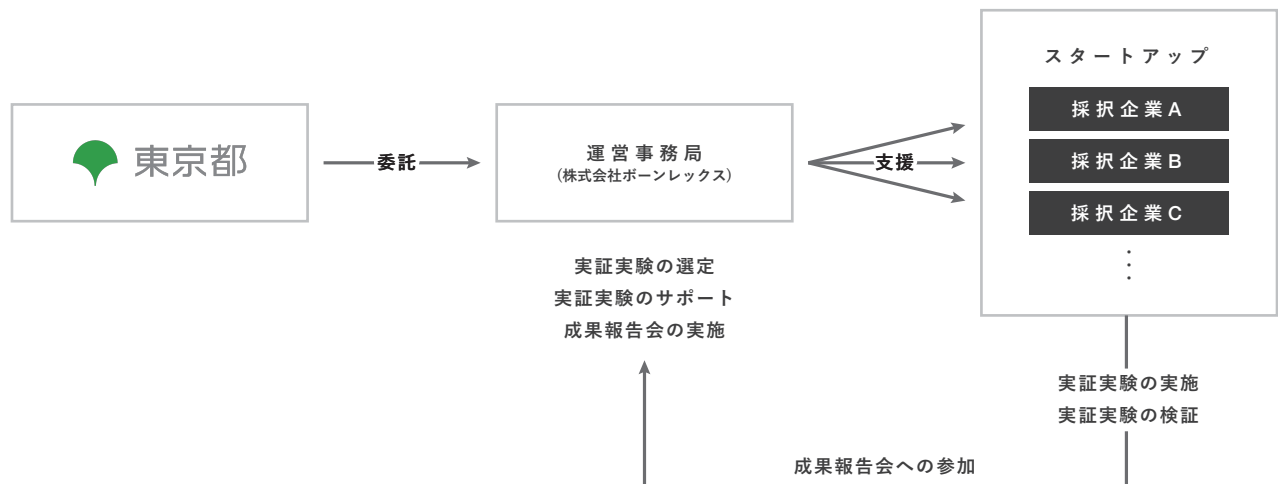 東京都
委託
運営事務局
(株式会社ボーンレックス)
実証実験の選定
実証実験のサポート
成果報告会の実施
支援
スタートアップ
採択企業A
採択企業B
採択企業C
実証実験の実施
実証実験の検証
成果報告会への参加